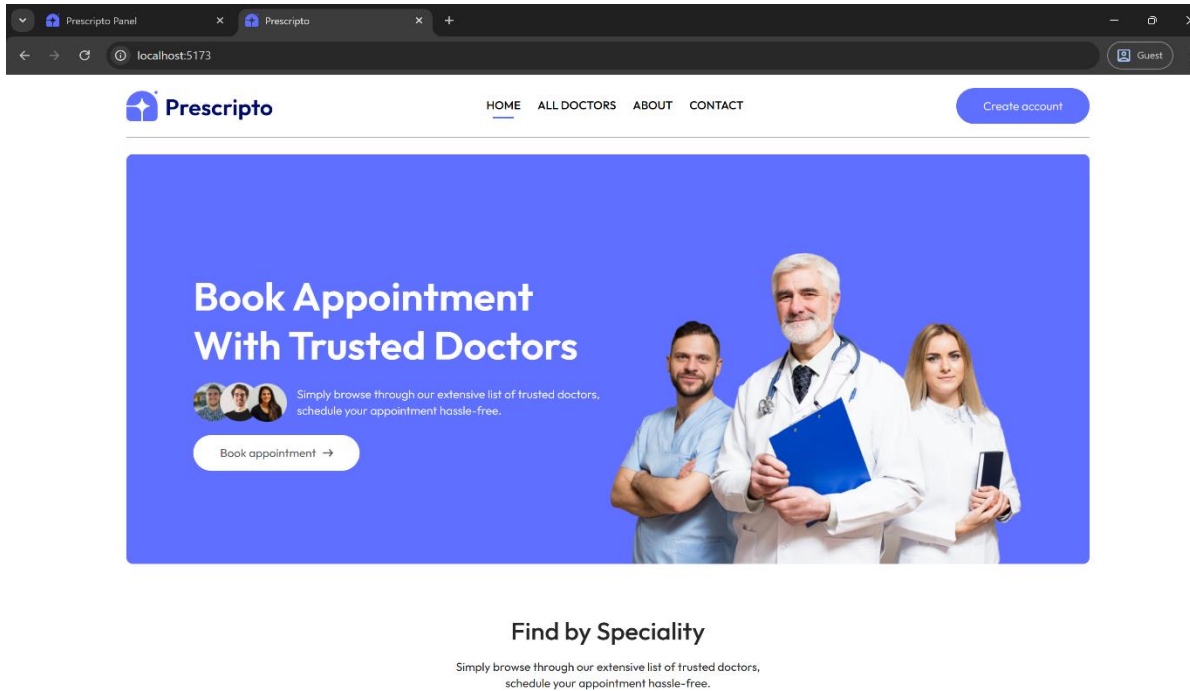 Prescripto Panel
Prescripto
localhost:5173
Guest
Prescripto
HOME ALL DOCTORS ABOUT CONTACT
Create account
Book Appointment
With Trusted Doctors
Simply browse through our extensive list of trusted doctors,
schedule your appointment hassle-free.
Book appointment →
Find by Speciality
Simply browse through our extensive list of trusted doctors,
schedule your appointment hassle-free.